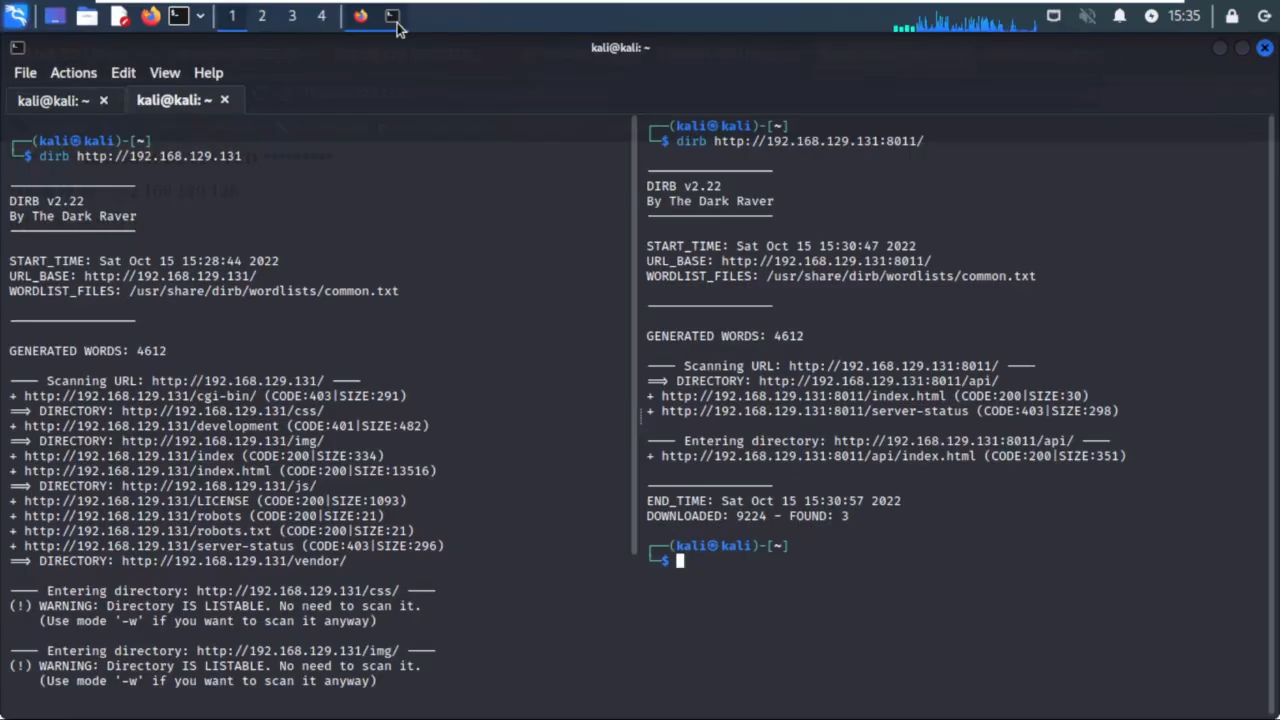 1 2 3 4 15:35
kali@kali: ~
File Actions Edit View Help
kali@kali: ~ × kali@kali: ~ ×
┌──(kali㉿kali)-[~]
└─$ dirb http://192.168.129.131
DIRB v2.22
By The Dark Raver
START_TIME: Sat Oct 15 15:28:44 2022
URL_BASE: http://192.168.129.131/
WORDLIST_FILES: /usr/share/dirb/wordlists/common.txt
GENERATED WORDS: 4612
---- Scanning URL: http://192.168.129.131/ ----
+ http://192.168.129.131/cgi-bin/ (CODE:403|SIZE:291)
==> DIRECTORY: http://192.168.129.131/css/
+ http://192.168.129.131/development (CODE:401|SIZE:482)
==> DIRECTORY: http://192.168.129.131/img/
+ http://192.168.129.131/index (CODE:200|SIZE:334)
+ http://192.168.129.131/index.html (CODE:200|SIZE:13516)
==> DIRECTORY: http://192.168.129.131/js/
+ http://192.168.129.131/LICENSE (CODE:200|SIZE:1093)
+ http://192.168.129.131/robots (CODE:200|SIZE:21)
+ http://192.168.129.131/robots.txt (CODE:200|SIZE:21)
+ http://192.168.129.131/server-status (CODE:403|SIZE:296)
==> DIRECTORY: http://192.168.129.131/vendor/
---- Entering directory: http://192.168.129.131/css/ ----
(!) WARNING: Directory IS LISTABLE. No need to scan it.
(Use mode '-w' if you want to scan it anyway)
---- Entering directory: http://192.168.129.131/img/ ----
(!) WARNING: Directory IS LISTABLE. No need to scan it.
(Use mode '-w' if you want to scan it anyway)
┌──(kali㉿kali)-[~]
└─$ dirb http://192.168.129.131:8011/
DIRB v2.22
By The Dark Raver
START_TIME: Sat Oct 15 15:30:47 2022
URL_BASE: http://192.168.129.131:8011/
WORDLIST_FILES: /usr/share/dirb/wordlists/common.txt
GENERATED WORDS: 4612
---- Scanning URL: http://192.168.129.131:8011/ ----
==> DIRECTORY: http://192.168.129.131:8011/api/
+ http://192.168.129.131:8011/index.html (CODE:200|SIZE:30)
+ http://192.168.129.131:8011/server-status (CODE:403|SIZE:298)
---- Entering directory: http://192.168.129.131:8011/api/ ----
+ http://192.168.129.131:8011/api/index.html (CODE:200|SIZE:351)
END_TIME: Sat Oct 15 15:30:57 2022
DOWNLOADED: 9224 - FOUND: 3
┌──(kali㉿kali)-[~]
└─$